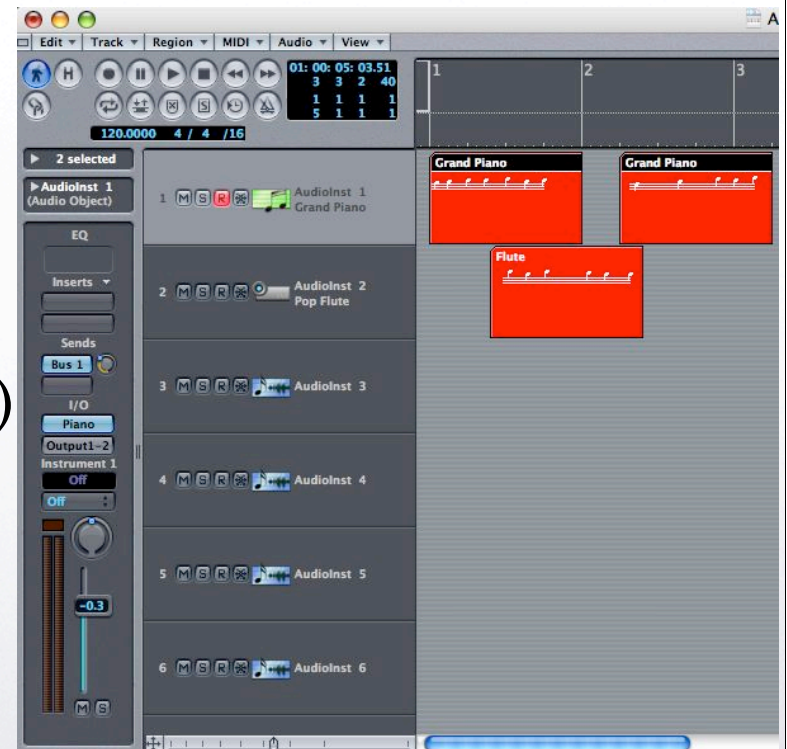 A
Edit Track Region MIDI Audio View
H
01: 00: 05: 03.51
3 3 2 40
1 1 1 1
5 1 1 1
120.0000 4 / 4 /16
1 2 3
2 selected
AudioInst 1
(Audio Object)
EQ
Inserts
Sends
Bus 1
I/O
Piano
Output1-2
Instrument 1
Off
Off
-0.3
M S
1 M S R AudioInst 1
Grand Piano
2 M S R AudioInst 2
Pop Flute
3 M S R AudioInst 3
4 M S R AudioInst 4
5 M S R AudioInst 5
6 M S R AudioInst 6
Grand Piano Grand Piano
Flute
)